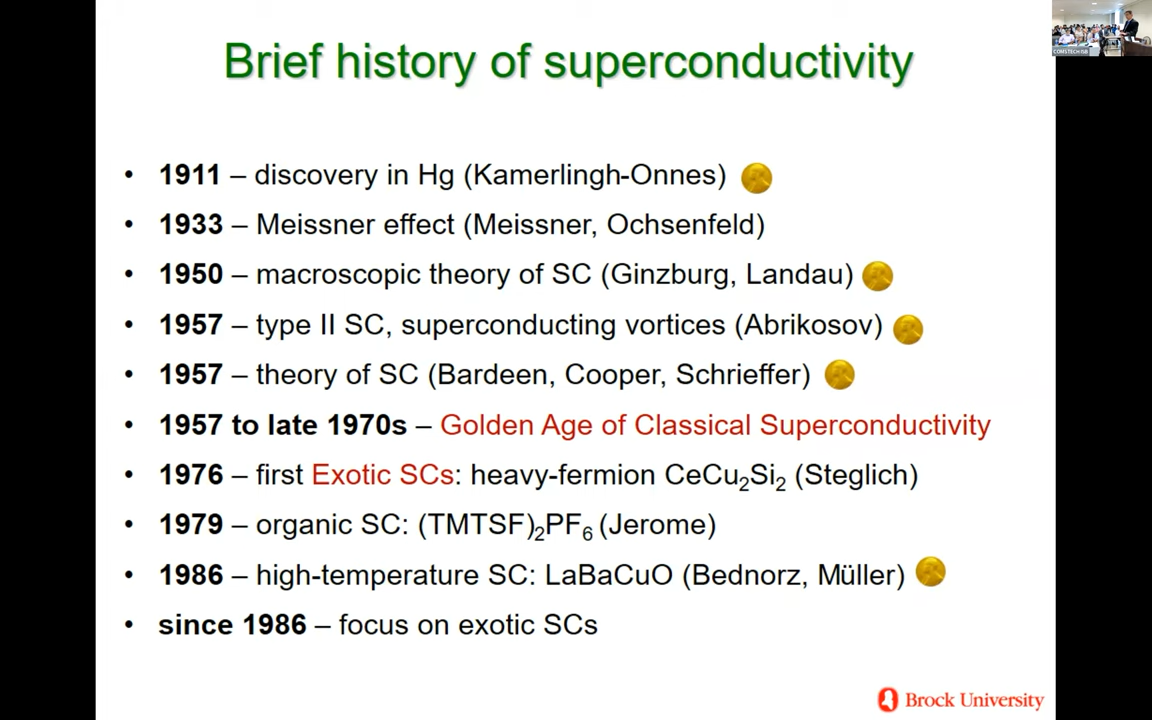 COMSTECH ISB
Brief history of superconductivity
• 1911 – discovery in Hg (Kamerlingh-Onnes)
• 1933 – Meissner effect (Meissner, Ochsenfeld)
• 1950 – macroscopic theory of SC (Ginzburg, Landau)
• 1957 – type II SC, superconducting vortices (Abrikosov)
• 1957 – theory of SC (Bardeen, Cooper, Schrieffer)
• 1957 to late 1970s – Golden Age of Classical Superconductivity
• 1976 – first Exotic SCs: heavy-fermion CeCu₂Si₂ (Steglich)
• 1979 – organic SC: (TMTSF)₂PF₆ (Jerome)
• 1986 – high-temperature SC: LaBaCuO (Bednorz, Müller)
• since 1986 – focus on exotic SCs
Brock University